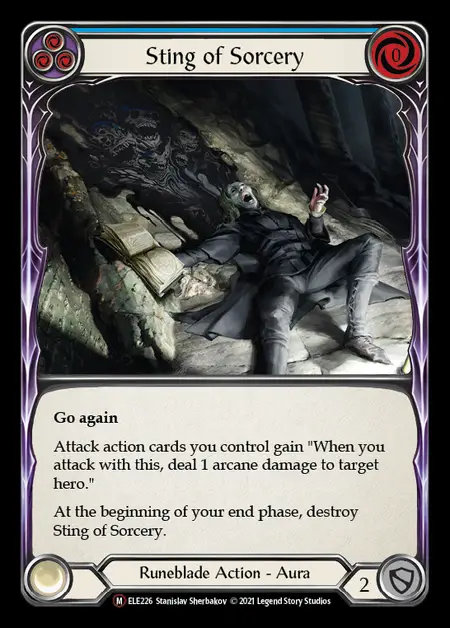 Sting of Sorcery
0
Go again
Attack action cards you control gain "When you
attack with this, deal 1 arcane damage to target
hero."
At the beginning of your end phase, destroy
Sting of Sorcery.
Runeblade Action - Aura
2
M ELE226 Stanislav Sherbakov © 2021 Legend Story Studios